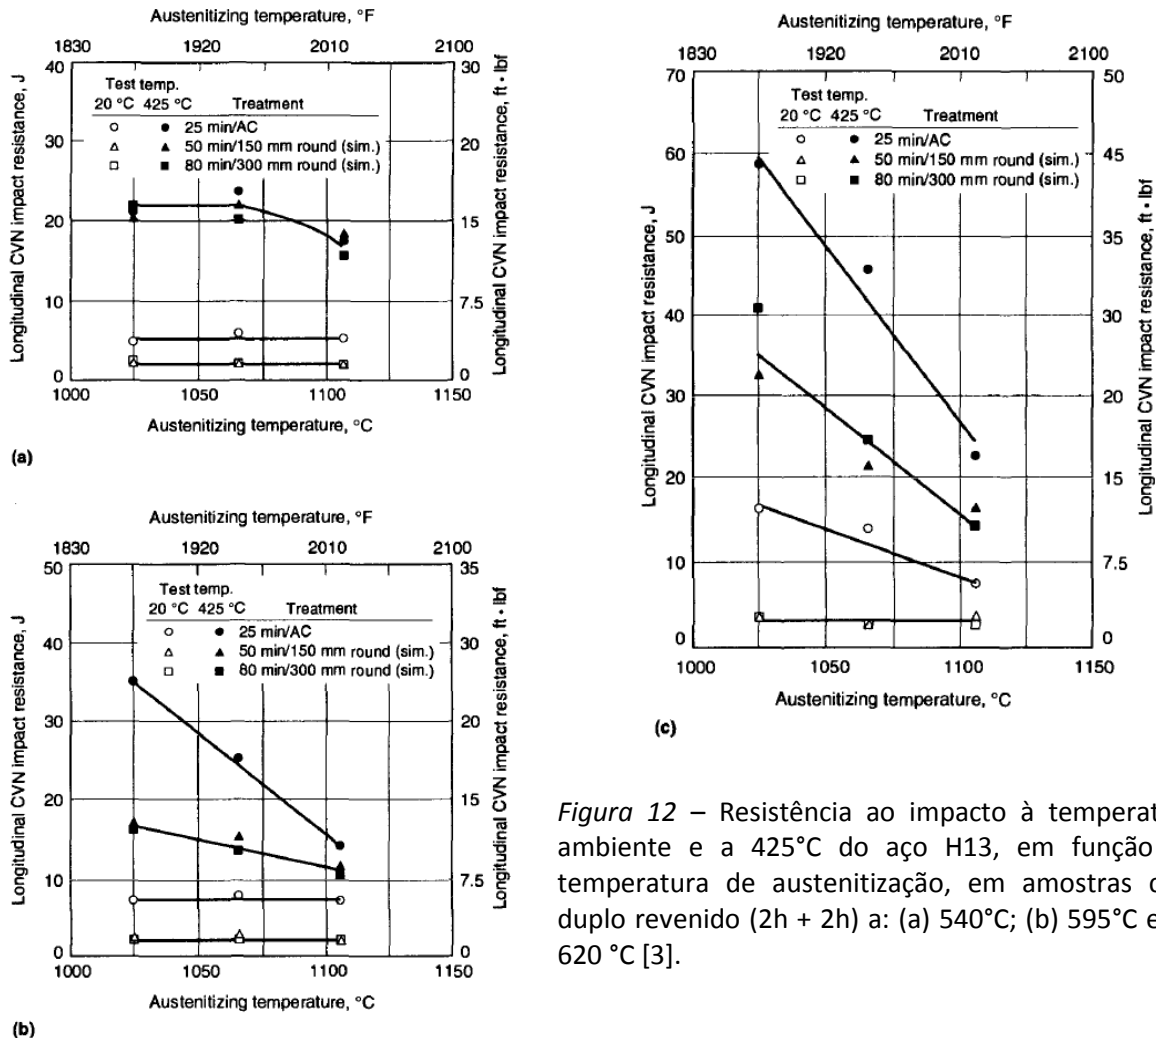 Austenitizing temperature, °F
1830 1920 2010 2100
Longitudinal CVN impact resistance, J
40
30
20
10
0
Test temp.
20 °C 425 °C Treatment
○ ● 25 min/AC
△ ▲ 50 min/150 mm round (sim.)
□ ■ 80 min/300 mm round (sim.)
30
20
15
7.5
0
Longitudinal CVN impact resistance, ft • lbf
1000 1050 1100 1150
Austenitizing temperature, °C
(a)
Austenitizing temperature, °F
1830 1920 2010 2100
Longitudinal CVN impact resistance, J
50
40
30
20
10
0
Test temp.
20 °C 425 °C Treatment
○ ● 25 min/AC
△ ▲ 50 min/150 mm round (sim.)
□ ■ 80 min/300 mm round (sim.)
35
30
20
15
7.5
0
Longitudinal CVN impact resistance, ft • lbf
1000 1050 1100 1150
Austenitizing temperature, °C
(b)
Austenitizing temperature, °F
1830 1920 2010 2100
Longitudinal CVN impact resistance, J
70
60
50
40
30
20
10
0
Test temp.
20 °C 425 °C Treatment
○ ● 25 min/AC
△ ▲ 50 min/150 mm round (sim.)
□ ■ 80 min/300 mm round (sim.)
50
45
35
30
20
15
7.5
0
Longitudinal CVN impact resistance, ft • lbf
1000 1050 1100 1150
Austenitizing temperature, °C
(c)
Figura 12 – Resistência ao impacto à temperat
ambiente e a 425°C do aço H13, em função
temperatura de austenitização, em amostras
duplo revenido (2h + 2h) a: (a) 540°C; (b) 595°C e
620 °C [3].